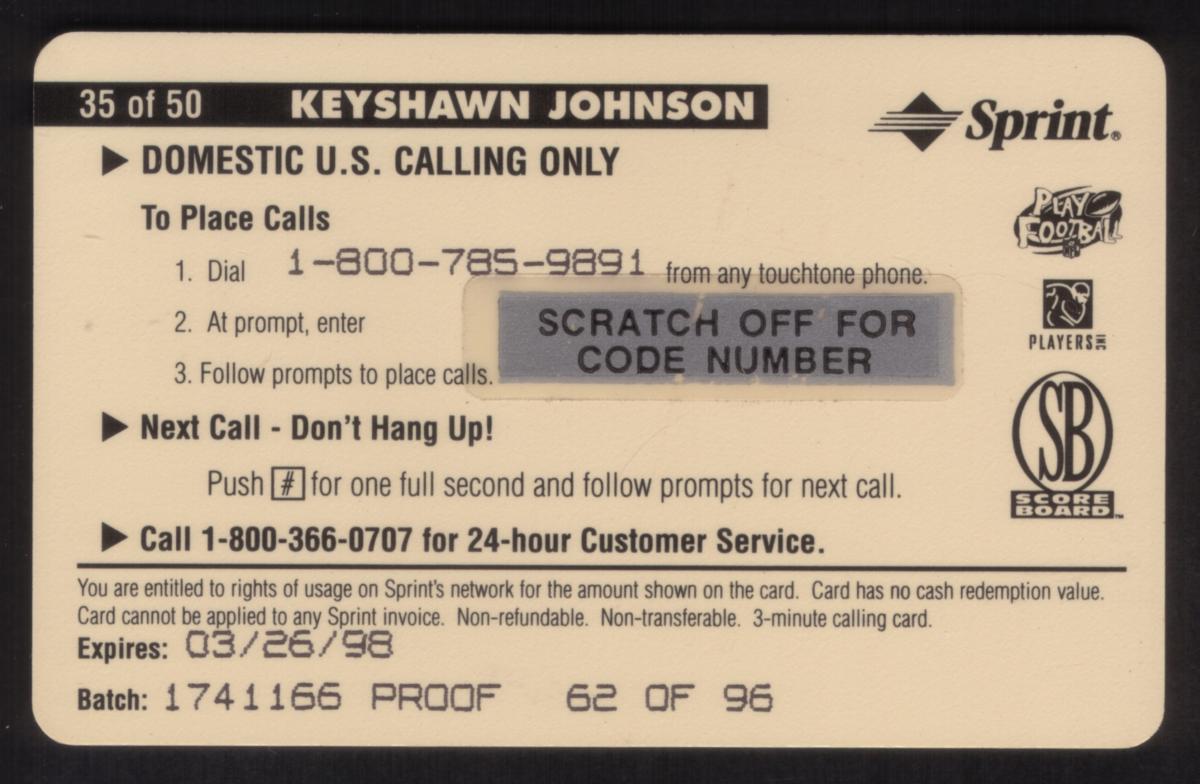 35 of 50 KEYSHAWN JOHNSON
Sprint®
▶ DOMESTIC U.S. CALLING ONLY
To Place Calls
1. Dial 1-800-785-9891 from any touchtone phone.
2. At prompt, enter
SCRATCH OFF FOR
CODE NUMBER
3. Follow prompts to place calls.
▶ Next Call - Don't Hang Up!
Push # for one full second and follow prompts for next call.
▶ Call 1-800-366-0707 for 24-hour Customer Service.
PLAY
FOOTBALL
NFL
PLAYERS INC
SB
SCORE
BOARD™
You are entitled to rights of usage on Sprint's network for the amount shown on the card. Card has no cash redemption value.
Card cannot be applied to any Sprint invoice. Non-refundable. Non-transferable. 3-minute calling card.
Expires: 03/26/98
Batch: 1741166 PROOF 62 OF 96